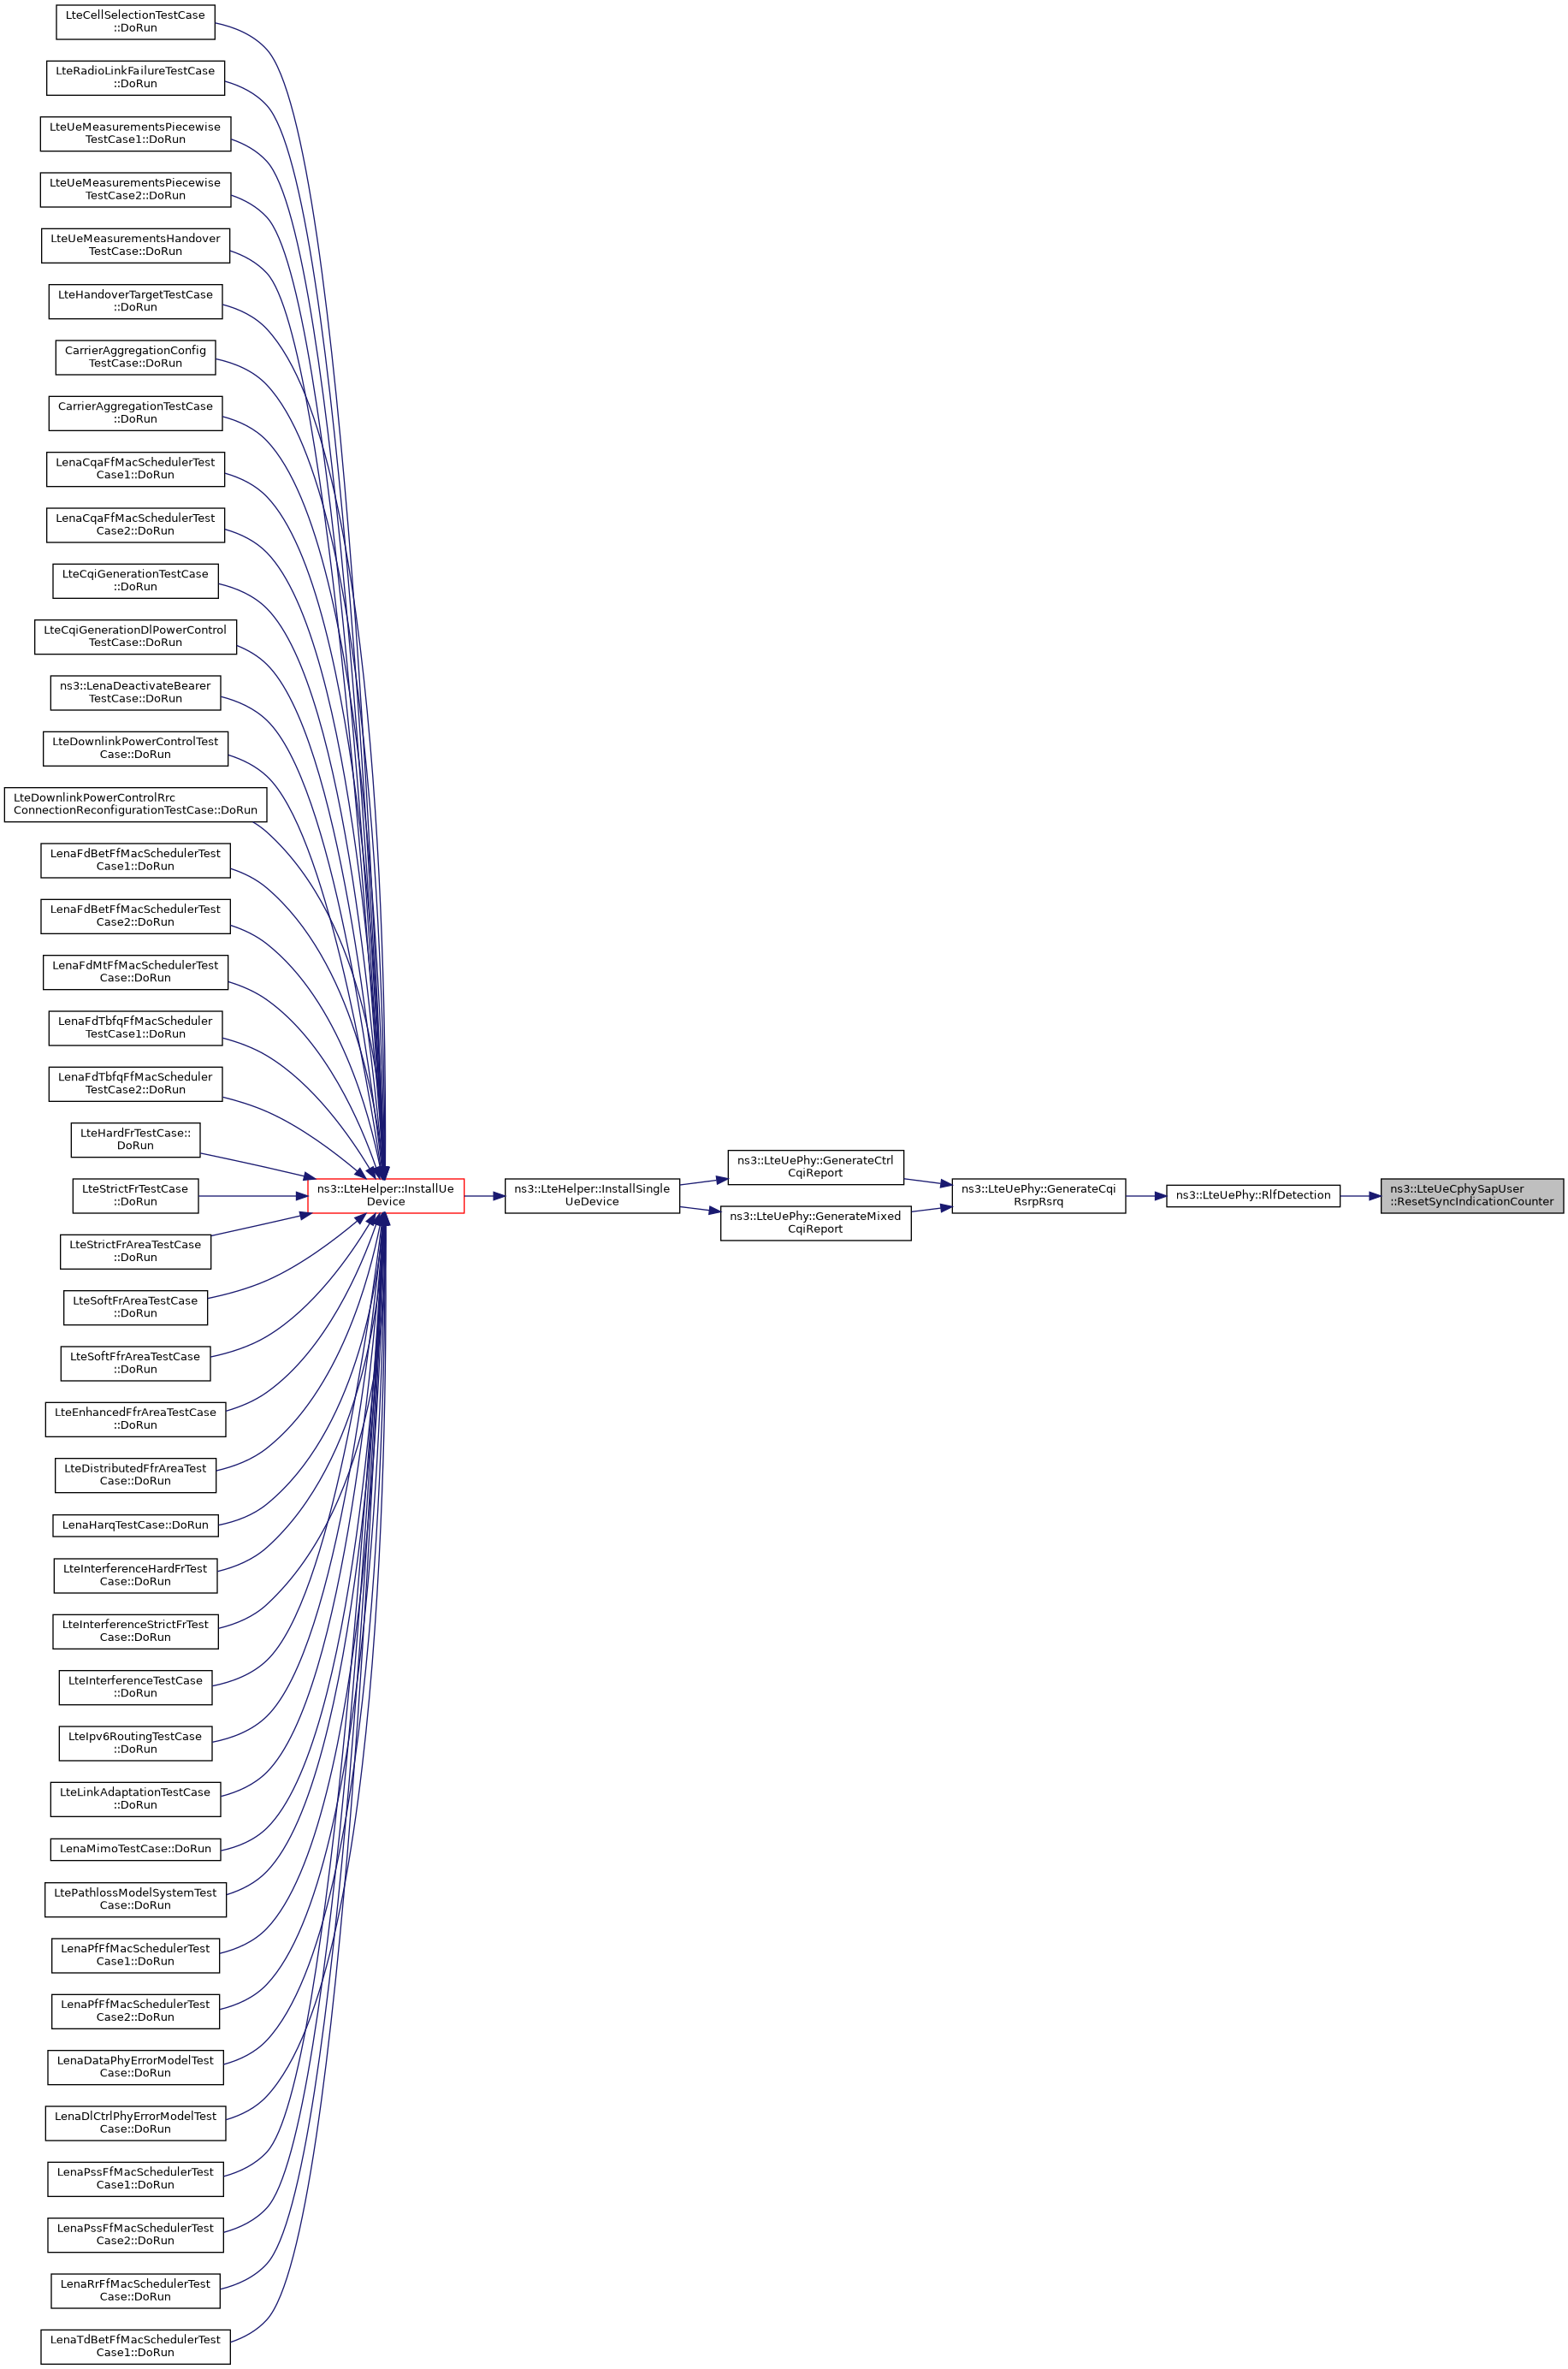 LteCellSelectionTestCase
::DoRun
LteRadioLinkFailureTestCase
::DoRun
LteUeMeasurementsPiecewise
TestCase1::DoRun
LteUeMeasurementsPiecewise
TestCase2::DoRun
LteUeMeasurementsHandover
TestCase::DoRun
LteHandoverTargetTestCase
::DoRun
CarrierAggregationConfig
TestCase::DoRun
CarrierAggregationTestCase
::DoRun
LenaCqaFfMacSchedulerTest
Case1::DoRun
LenaCqaFfMacSchedulerTest
Case2::DoRun
LteCqiGenerationTestCase
::DoRun
LteCqiGenerationDlPowerControl
TestCase::DoRun
ns3::LenaDeactivateBearer
TestCase::DoRun
LteDownlinkPowerControlTest
Case::DoRun
LteDownlinkPowerControlRrc
ConnectionReconfigurationTestCase::DoRun
LenaFdBetFfMacSchedulerTest
Case1::DoRun
LenaFdBetFfMacSchedulerTest
Case2::DoRun
LenaFdMtFfMacSchedulerTest
Case::DoRun
LenaFdTbfqFfMacScheduler
TestCase1::DoRun
LenaFdTbfqFfMacScheduler
TestCase2::DoRun
LteHardFrTestCase::
DoRun
LteStrictFrTestCase
::DoRun
LteStrictFrAreaTestCase
::DoRun
LteSoftFrAreaTestCase
::DoRun
LteSoftFfrAreaTestCase
::DoRun
LteEnhancedFfrAreaTestCase
::DoRun
LteDistributedFfrAreaTest
Case::DoRun
LenaHarqTestCase::DoRun
LteInterferenceHardFrTest
Case::DoRun
LteInterferenceStrictFrTest
Case::DoRun
LteInterferenceTestCase
::DoRun
LteIpv6RoutingTestCase
::DoRun
LteLinkAdaptationTestCase
::DoRun
LenaMimoTestCase::DoRun
LtePathlossModelSystemTest
Case::DoRun
LenaPfFfMacSchedulerTest
Case1::DoRun
LenaPfFfMacSchedulerTest
Case2::DoRun
LenaDataPhyErrorModelTest
Case::DoRun
LenaDlCtrlPhyErrorModelTest
Case::DoRun
LenaPssFfMacSchedulerTest
Case1::DoRun
LenaPssFfMacSchedulerTest
Case2::DoRun
LenaRrFfMacSchedulerTest
Case::DoRun
LenaTdBetFfMacSchedulerTest
Case1::DoRun
ns3::LteHelper::InstallUe
Device
ns3::LteHelper::InstallSingle
UeDevice
ns3::LteUePhy::GenerateCtrl
CqiReport
ns3::LteUePhy::GenerateMixed
CqiReport
ns3::LteUePhy::GenerateCqi
RsrpRsrq
ns3::LteUePhy::RlfDetection
ns3::LteUeCphySapUser
::ResetSyncIndicationCounter